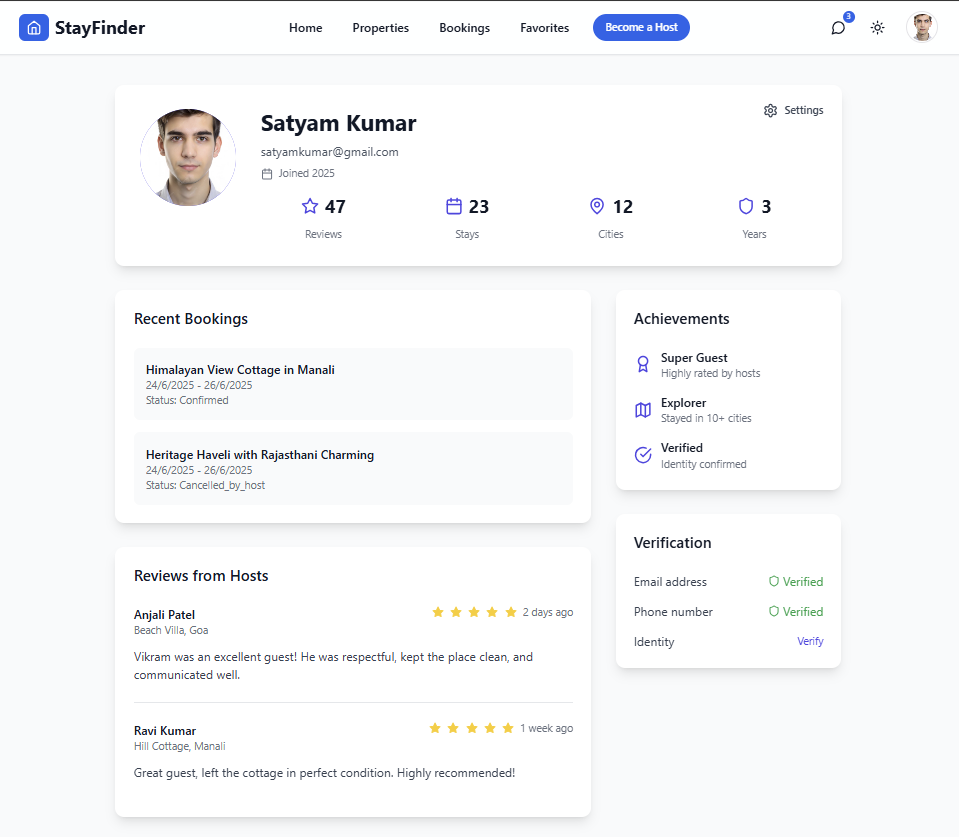 StayFinder
Home Properties Bookings Favorites Become a Host 3
Satyam Kumar
Settings
satyamkumar@gmail.com
Joined 2025
47 23 12 3
Reviews Stays Cities Years
Recent Bookings
Himalayan View Cottage in Manali
24/6/2025 - 26/6/2025
Status: Confirmed
Heritage Haveli with Rajasthani Charming
24/6/2025 - 26/6/2025
Status: Cancelled_by_host
Reviews from Hosts
Anjali Patel 2 days ago
Beach Villa, Goa
Vikram was an excellent guest! He was respectful, kept the place clean, and
communicated well.
Ravi Kumar 1 week ago
Hill Cottage, Manali
Great guest, left the cottage in perfect condition. Highly recommended!
Achievements
Super Guest
Highly rated by hosts
Explorer
Stayed in 10+ cities
Verified
Identity confirmed
Verification
Email address Verified
Phone number Verified
Identity Verify